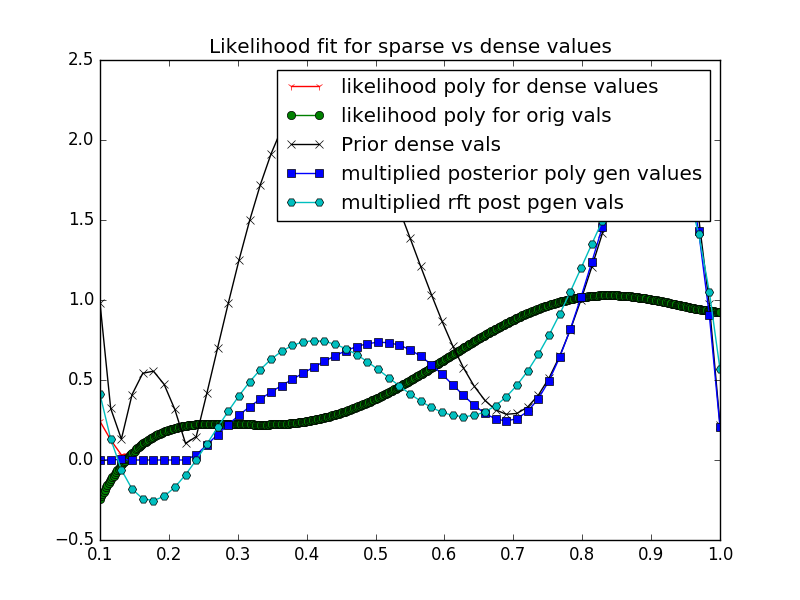 Likelihood fit for sparse vs dense values
2.5
2.0
1.5
1.0
0.5
0.0
−0.5
likelihood poly for dense values
likelihood poly for orig vals
Prior dense vals
multiplied posterior poly gen values
multiplied rft post pgen vals
0.1 0.2 0.3 0.4 0.5 0.6 0.7 0.8 0.9 1.0